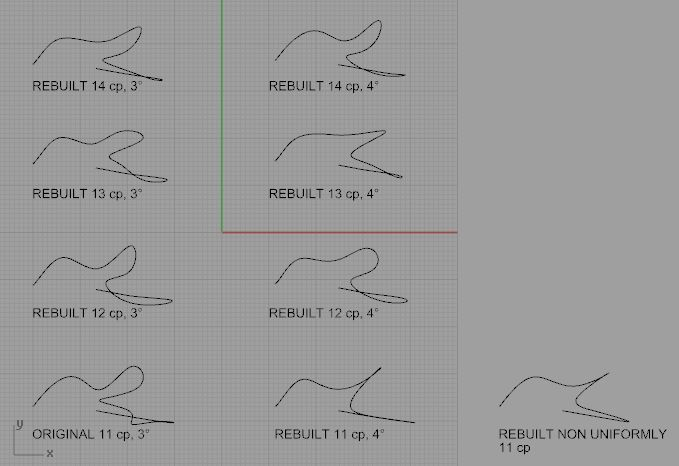 REBUILT 14 cp, 3°
REBUILT 14 cp, 4°
REBUILT 13 cp, 3°
REBUILT 13 cp, 4°
REBUILT 12 cp, 3°
REBUILT 12 cp, 4°
ORIGINAL 11 cp, 3°
REBUILT 11 cp, 4°
REBUILT NON UNIFORMLY
11 cp
y
x